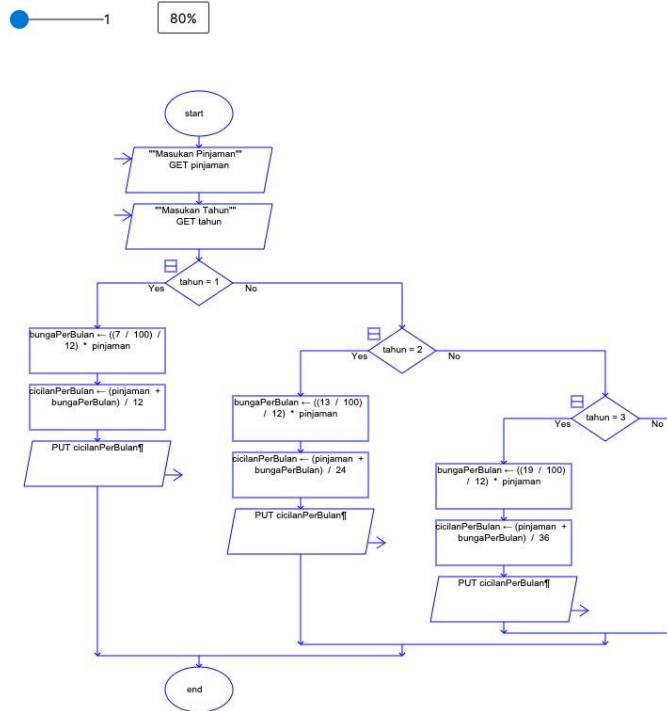 1
80%
start
""Masukan Pinjaman""
GET pinjaman
""Masukan Tahun""
GET tahun
tahun = 1
Yes
No
bungaPerBulan ← ((7 / 100) /
12) * pinjaman
cicilanPerBulan ← (pinjaman +
bungaPerBulan) / 12
PUT cicilanPerBulan¶
tahun = 2
Yes
No
bungaPerBulan ← ((13 / 100)
/ 12) * pinjaman
cicilanPerBulan ← (pinjaman +
bungaPerBulan) / 24
PUT cicilanPerBulan¶
tahun = 3
Yes
No
bungaPerBulan ← ((19 / 100)
/ 12) * pinjaman
cicilanPerBulan ← (pinjaman +
bungaPerBulan) / 36
PUT cicilanPerBulan¶
end